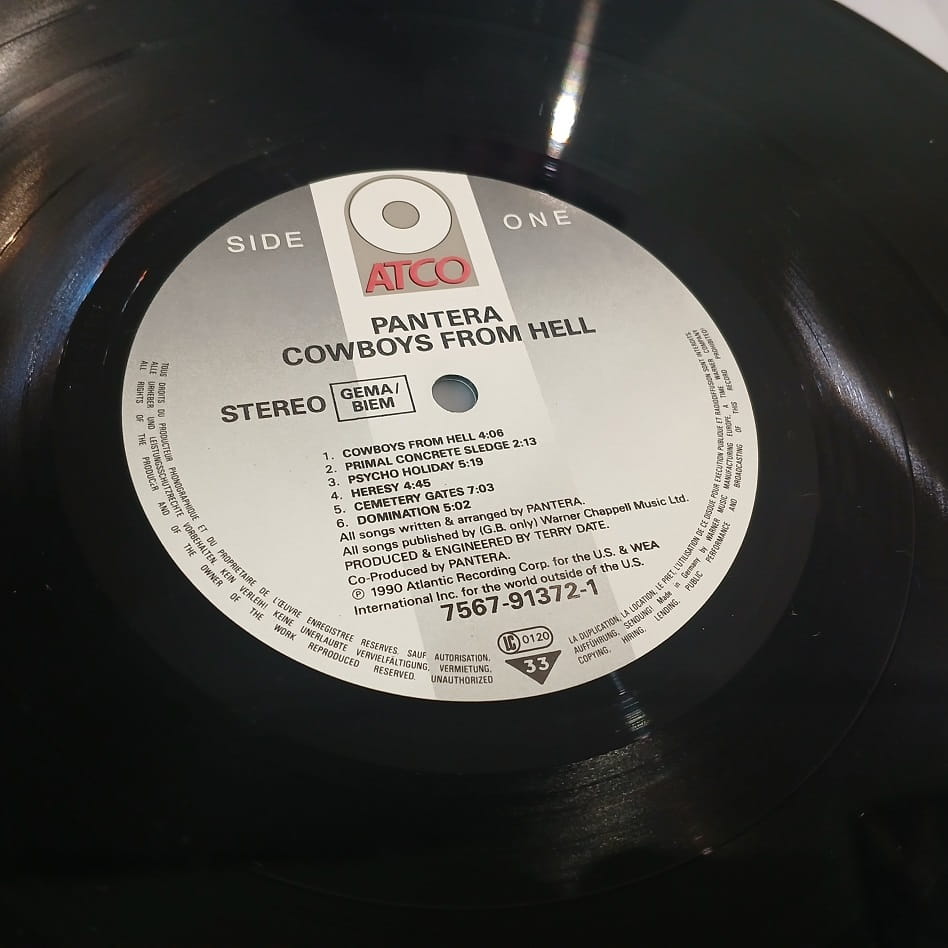 SIDE ONE
ATCO
PANTERA
COWBOYS FROM HELL
STEREO GEMA/
BIEM
1. COWBOYS FROM HELL 4:06
2. PRIMAL CONCRETE SLEDGE 2:13
3. PSYCHO HOLIDAY 5:19
4. HERESY 4:45
5. CEMETERY GATES 7:03
6. DOMINATION 5:02
All songs written & arranged by PANTERA.
All songs published by (G.B. only) Warner Chappell Music Ltd.
PRODUCED & ENGINEERED BY TERRY DATE.
Co-Produced by PANTERA.
℗ 1990 Atlantic Recording Corp. for the U.S. & WEA
International Inc. for the world outside of the U.S.
7567-91372-1
LC 0120
33
TOUS DROITS DU PRODUCTEUR PHONOGRAPHIQUE ET DU PROPRIETAIRE DE L'ŒUVRE ENREGISTREE RESERVES. SAUF AUTORISATION, LA DUPLICATION, LA LOCATION, LE PRET, L'UTILISATION DE CE DISQUE POUR EXECUTION PUBLIQUE ET RADIODIFFUSION SONT INTERDITS
ALLE URHEBER UND LEISTUNGSSCHUTZRECHTE VORBEHALTEN. KEIN VERLEIH! KEINE UNERLAUBTE VERVIELFÄLTIGUNG, VERMIETUNG, AUFFÜHRUNG, SENDUNG! Made in Germany by WARNER MUSIC MANUFACTURING EUROPE, A TIME WARNER COMPANY
ALL RIGHTS OF THE PRODUCER AND OF THE OWNER OF THE WORK REPRODUCED RESERVED. UNAUTHORIZED COPYING, HIRING, LENDING, PUBLIC PERFORMANCE AND BROADCASTING OF THIS RECORD PROHIBITED